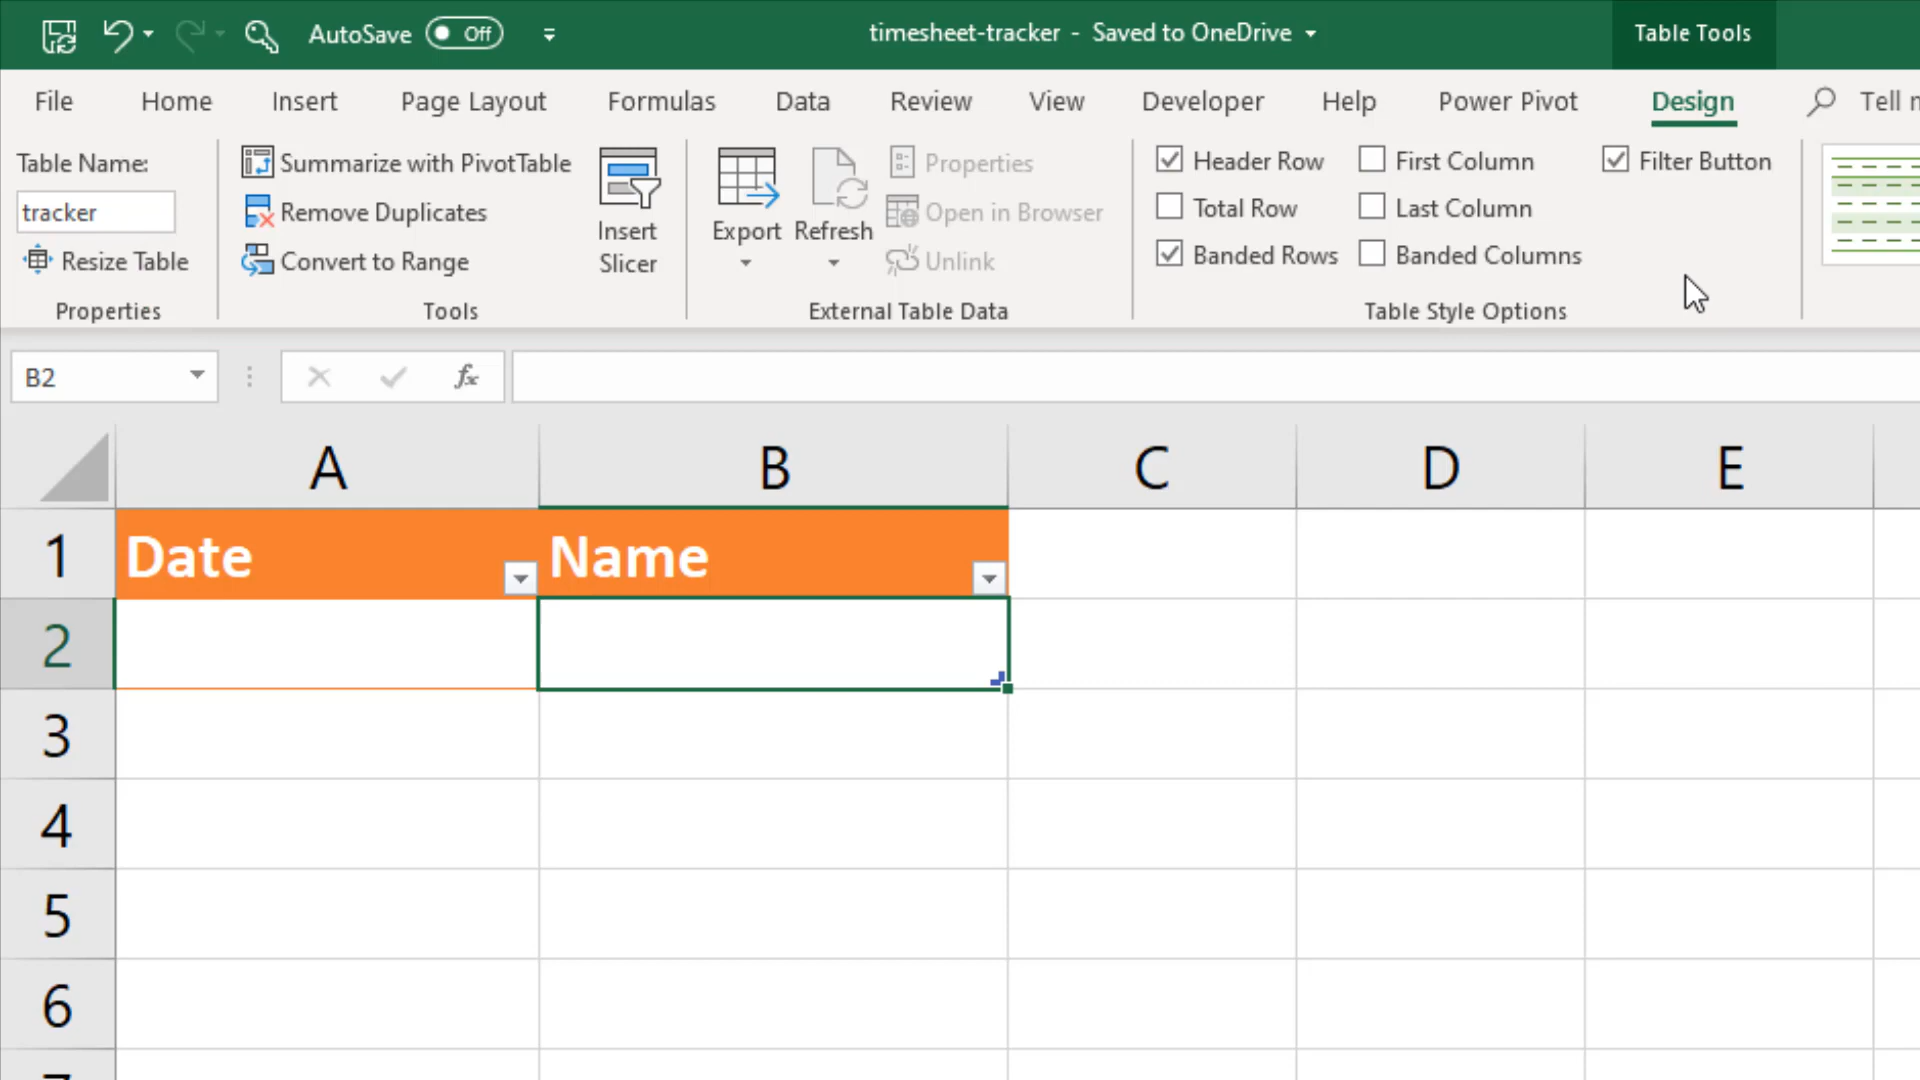 AutoSave Off timesheet-tracker - Saved to OneDrive Table Tools
File Home Insert Page Layout Formulas Data Review View Developer Help Power Pivot Design Tell
Table Name:
tracker
Resize Table
Properties
Summarize with PivotTable
Remove Duplicates
Convert to Range
Insert
Slicer
Tools
Export Refresh
Properties
Open in Browser
Unlink
External Table Data
Header Row First Column Filter Button
Total Row Last Column
Banded Rows Banded Columns
Table Style Options
B2 fx
A B C D E
1 Date Name
2
3
4
5
6